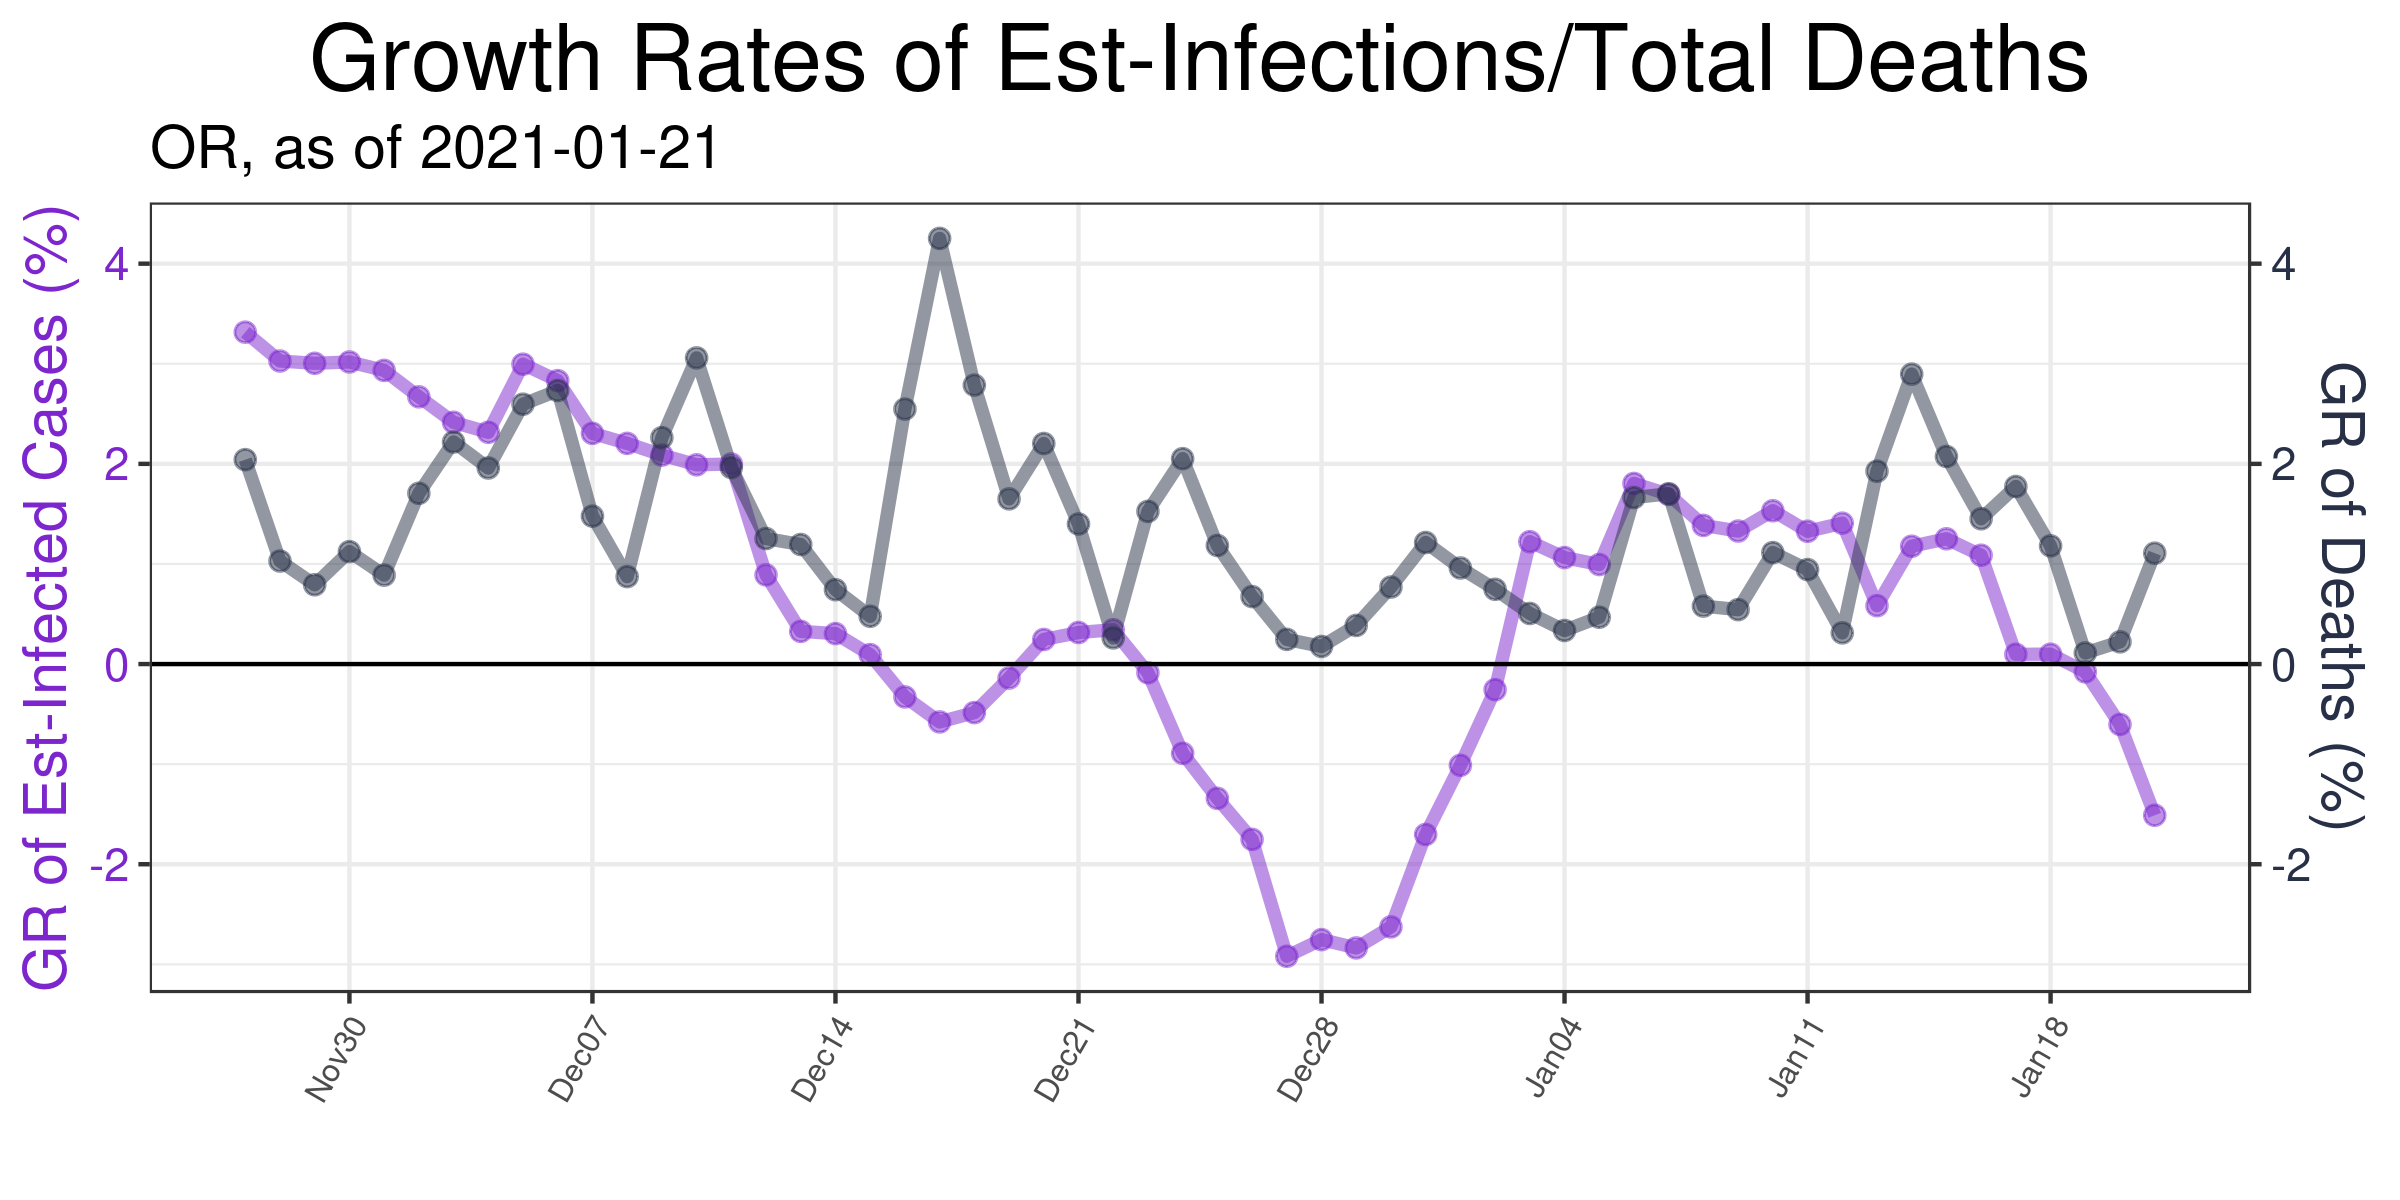 Growth Rates of Est-Infections/Total Deaths
OR, as of 2021-01-21
GR of Est-Infected Cases (%)
4
2
0
-2
4
2
0
-2
GR of Deaths (%)
Nov30
Dec07
Dec14
Dec21
Dec28
Jan04
Jan11
Jan18